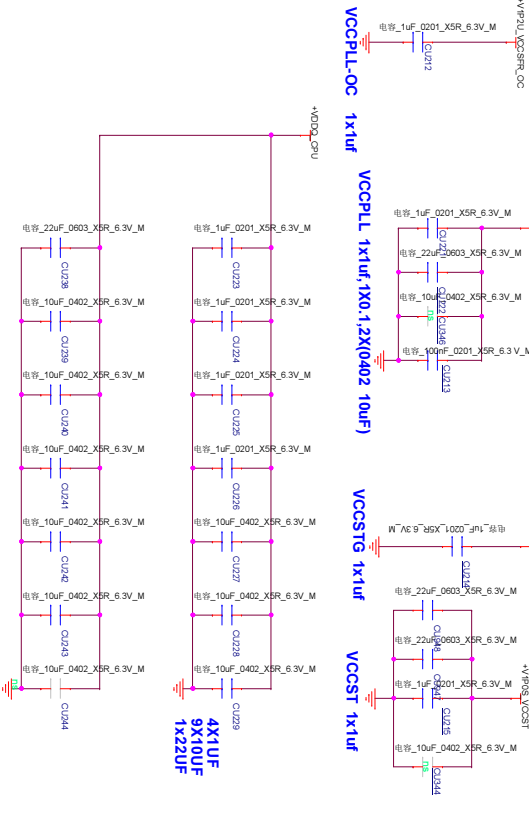 +V1P2U_VCCSFR_OC
电容_1uF_0201_X5R_6.3V_M
CU212
VCCPLL-OC 1x1uf
+VDDQ_CPU
电容_1uF_0201_X5R_6.3V_M
电容_22uF_0603_X5R_6.3V_M
CU222
电容_10uF_0402_X5R_6.3V_M
CU346
ns
电容_100nF_0201_X5R_6.3V_M
CU213
VCCPLL 1x1uf,1X0.1,2X(0402 10uF)
电容_22uF_0603_X5R_6.3V_M
CU238
电容_10uF_0402_X5R_6.3V_M
CU239
电容_10uF_0402_X5R_6.3V_M
CU240
电容_10uF_0402_X5R_6.3V_M
CU241
电容_10uF_0402_X5R_6.3V_M
CU242
电容_10uF_0402_X5R_6.3V_M
CU243
电容_10uF_0402_X5R_6.3V_M
CU244
ns
电容_1uF_0201_X5R_6.3V_M
CU223
电容_1uF_0201_X5R_6.3V_M
CU224
电容_1uF_0201_X5R_6.3V_M
CU225
电容_1uF_0201_X5R_6.3V_M
CU226
电容_10uF_0402_X5R_6.3V_M
CU227
电容_10uF_0402_X5R_6.3V_M
CU228
电容_10uF_0402_X5R_6.3V_M
CU229
4X1UF
9X10UF
1x22UF
电容_1uF_0201_X5R_6.3V_M
CU214
VCCSTG 1x1uf
+V1P0S_VCCST
电容_22uF_0603_X5R_6.3V_M
电容_22uF_0603_X5R_6.3V_M
电容_1uF_0201_X5R_6.3V_M
CU215
电容_10uF_0402_X5R_6.3V_M
CU344
ns
VCCST 1x1uf